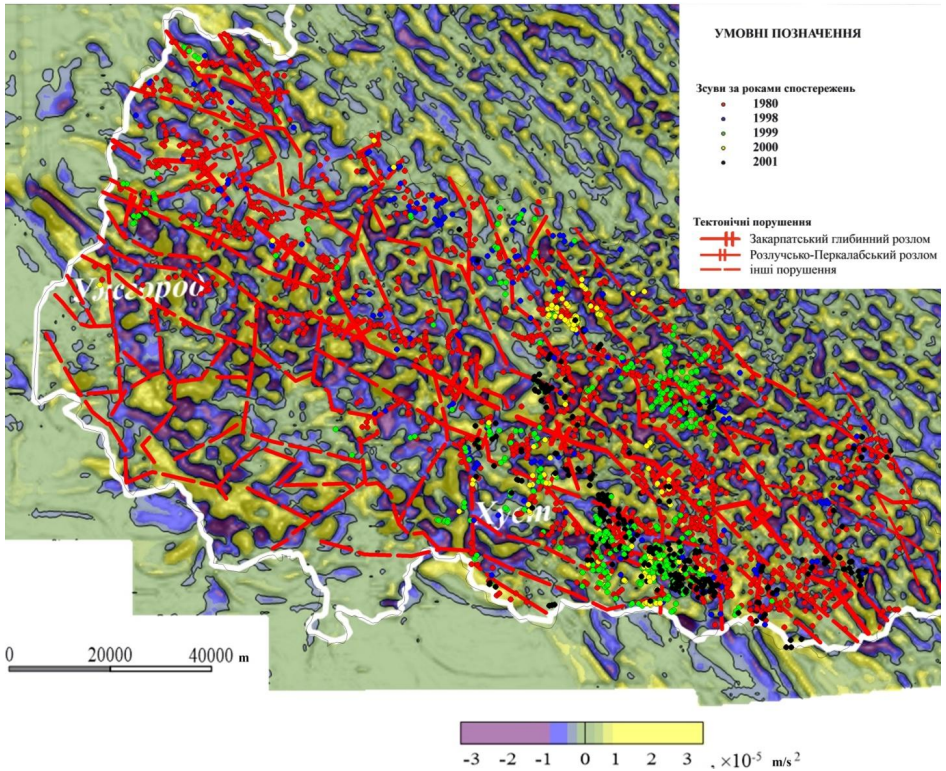 УМОВНІ ПОЗНАЧЕННЯ
Зсуви за роками спостережень
1980
1998
1999
2000
2001
Тектонічні порушення
Закарпатський глибинний розлом
Розлучсько-Перкалабський розлом
інші порушення
Ужгород
Хуст
0 20000 40000 m
-3 -2 -1 0 1 2 3 , ×10⁻⁵ m/s²